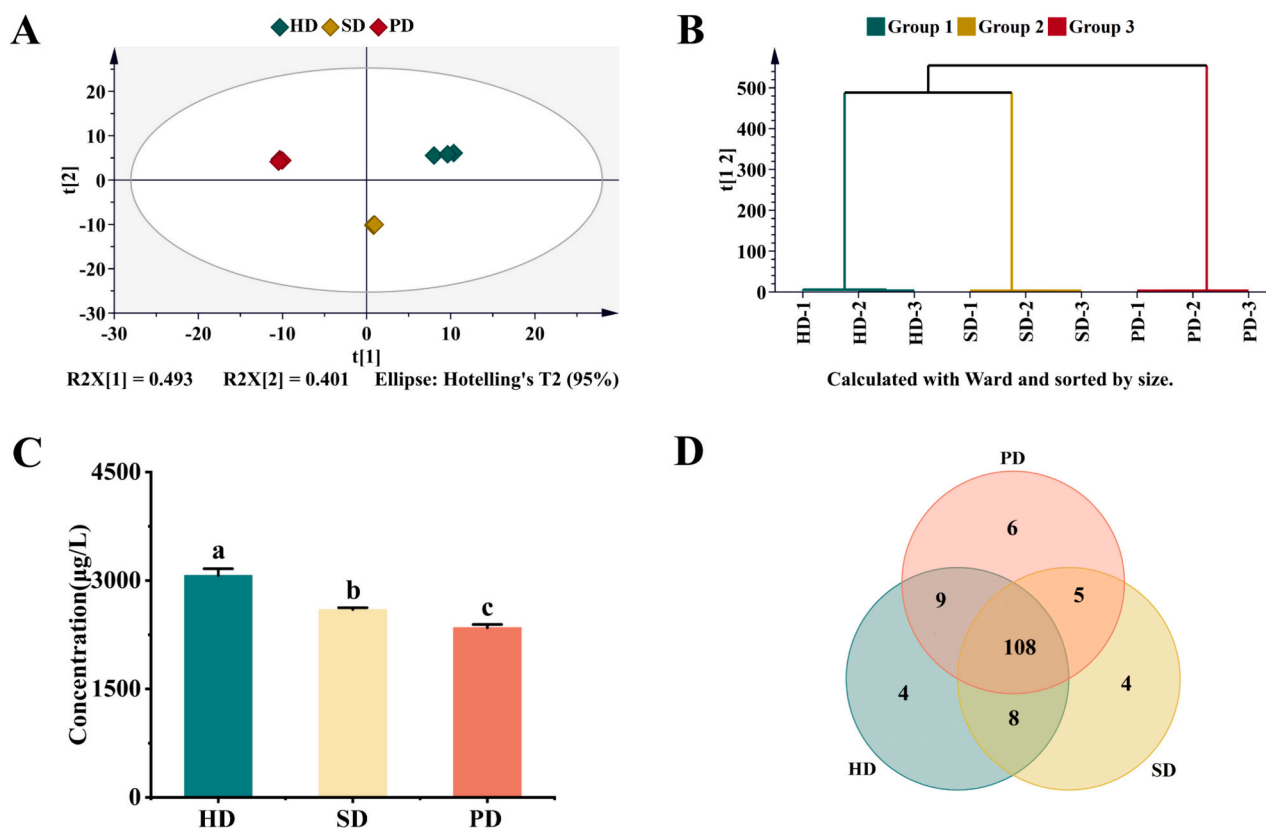 A
HD SD PD
t[2]
20
10
0
-10
-20
-30
-30 -20 -10 0 10 20
t[1]
R2X[1] = 0.493 R2X[2] = 0.401 Ellipse: Hotelling's T2 (95%)
B
Group 1 Group 2 Group 3
t[1 2]
500
400
300
200
100
0
HD-1 HD-2 HD-3 SD-1 SD-2 SD-3 PD-1 PD-2 PD-3
Calculated with Ward and sorted by size.
C
Concentration(μg/L)
4500
3000
1500
0
a
b
c
HD SD PD
D
PD
6
9 5
108
4 4
8
HD SD